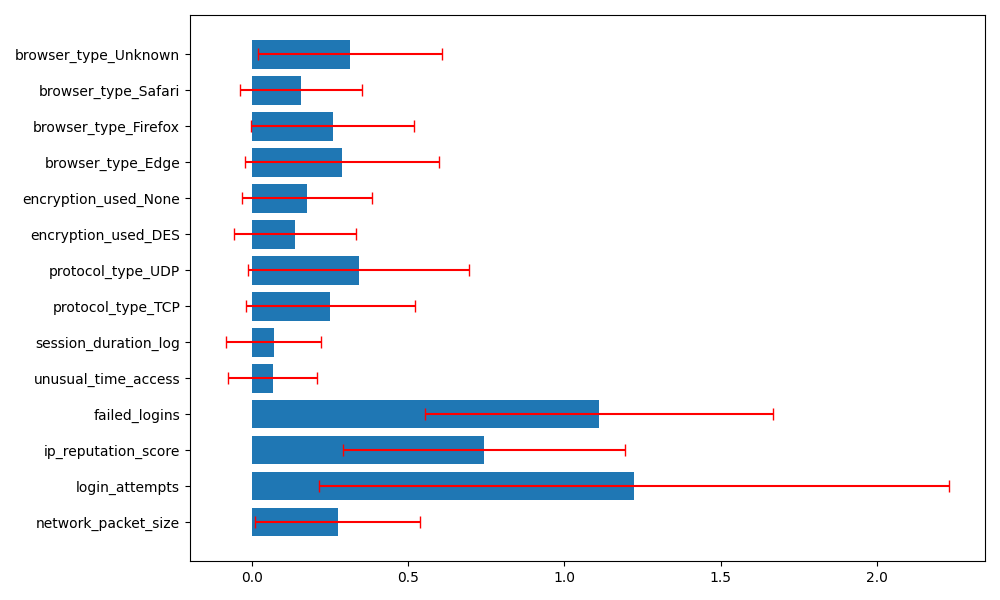 browser_type_Unknown
browser_type_Safari
browser_type_Firefox
browser_type_Edge
encryption_used_None
encryption_used_DES
protocol_type_UDP
protocol_type_TCP
session_duration_log
unusual_time_access
failed_logins
ip_reputation_score
login_attempts
network_packet_size
0.0 0.5 1.0 1.5 2.0